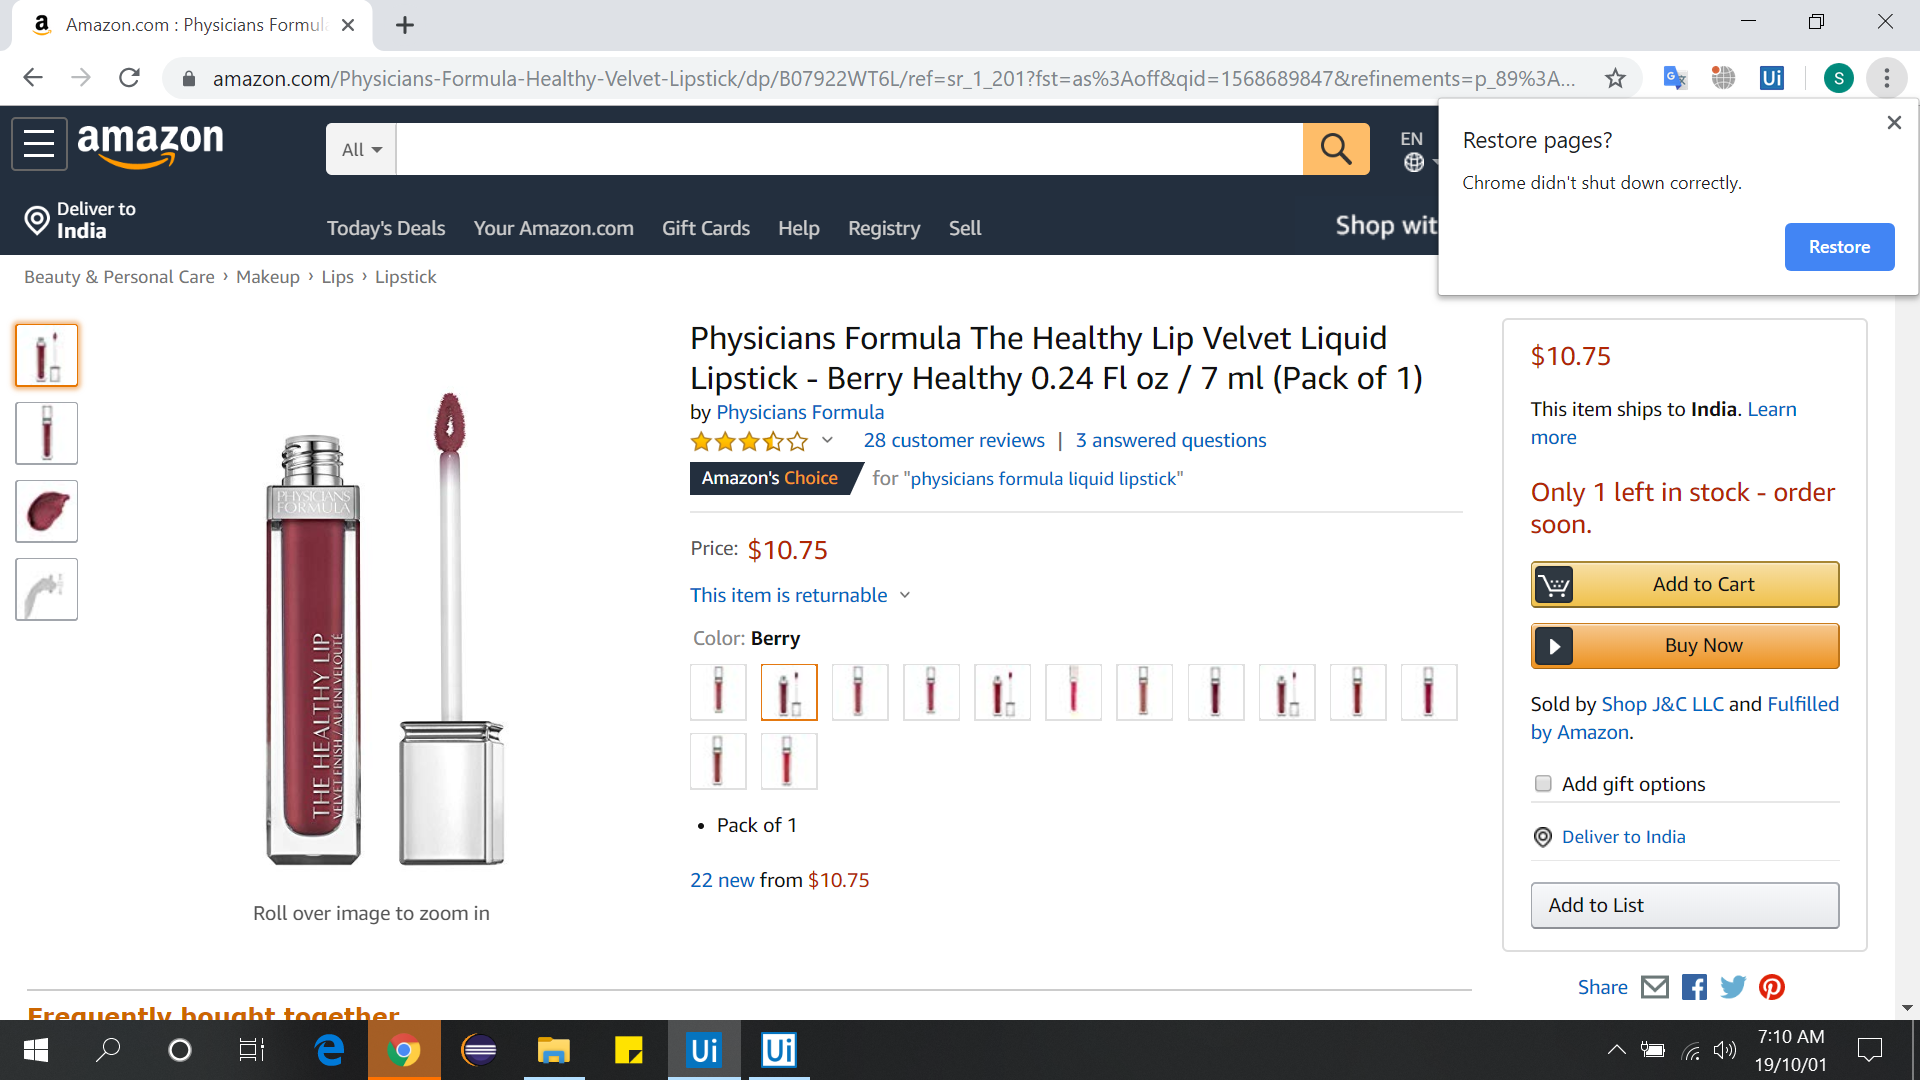 Amazon.com : Physicians Formul
amazon.com/Physicians-Formula-Healthy-Velvet-Lipstick/dp/B07922WT6L/ref=sr_1_201?fst=as%3Aoff&qid=1568689847&refinements=p_89%3A...
Ui
S
Restore pages?
Chrome didn't shut down correctly.
Restore
amazon
All
EN
Deliver to
India
Today's Deals
Your Amazon.com
Gift Cards
Help
Registry
Sell
Shop wit
Beauty & Personal Care › Makeup › Lips › Lipstick
PHYSICIANS
FORMULA
THE HEALTHY LIP
VELVET FINISH / AU FINI VELOUTÉ
Roll over image to zoom in
Physicians Formula The Healthy Lip Velvet Liquid
Lipstick - Berry Healthy 0.24 Fl oz / 7 ml (Pack of 1)
by Physicians Formula
28 customer reviews | 3 answered questions
Amazon's Choice for "physicians formula liquid lipstick"
Price: $10.75
This item is returnable
Color: Berry
• Pack of 1
22 new from $10.75
$10.75
This item ships to India. Learn
more
Only 1 left in stock - order
soon.
Add to Cart
Buy Now
Sold by Shop J&C LLC and Fulfilled
by Amazon.
Add gift options
Deliver to India
Add to List
Share
Frequently bought together
Ui
Ui
7:10 AM
19/10/01